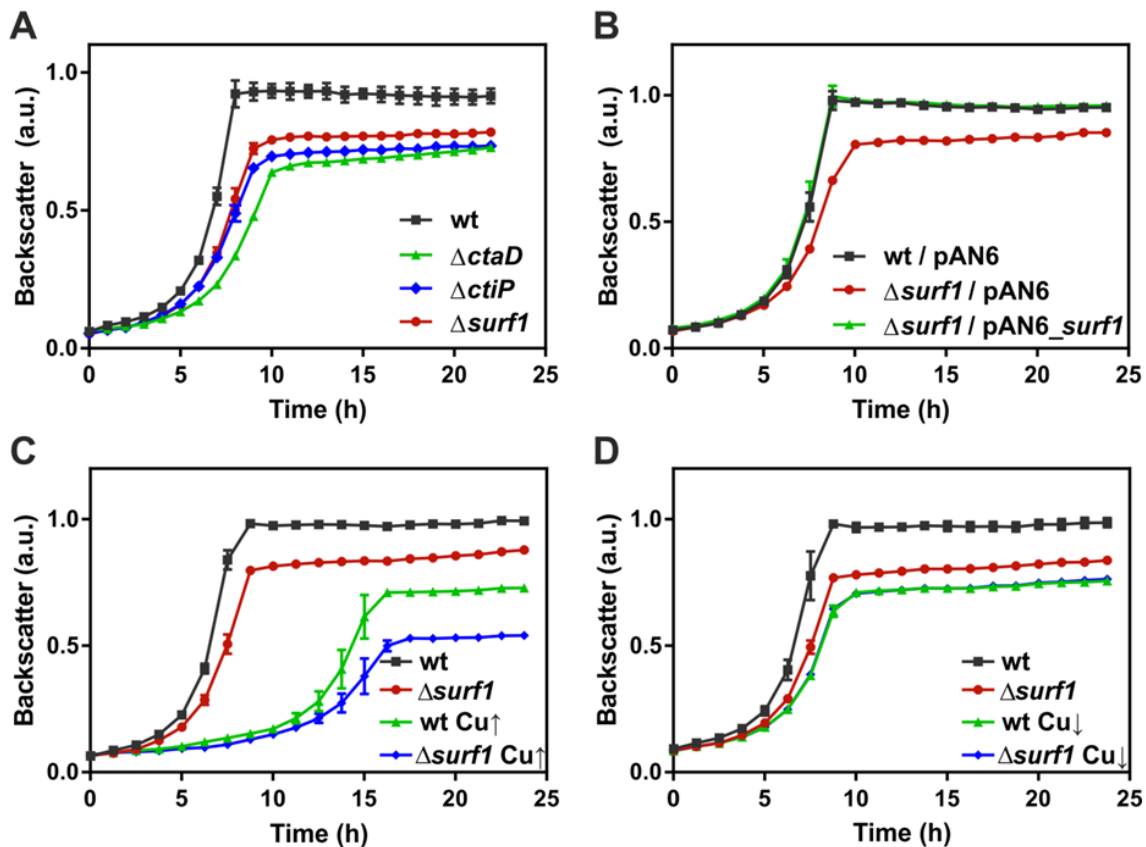 A
Backscatter (a.u.)
1.0
0.5
0.0
0 5 10 15 20 25
Time (h)
wt
ΔctaD
ΔctiP
Δsurf1
B
Backscatter (a.u.)
1.0
0.5
0.0
0 5 10 15 20 25
Time (h)
wt / pAN6
Δsurf1 / pAN6
Δsurf1 / pAN6_surf1
C
Backscatter (a.u.)
1.0
0.5
0.0
0 5 10 15 20 25
Time (h)
wt
Δsurf1
wt Cu↑
Δsurf1 Cu↑
D
Backscatter (a.u.)
1.0
0.5
0.0
0 5 10 15 20 25
Time (h)
wt
Δsurf1
wt Cu↓
Δsurf1 Cu↓